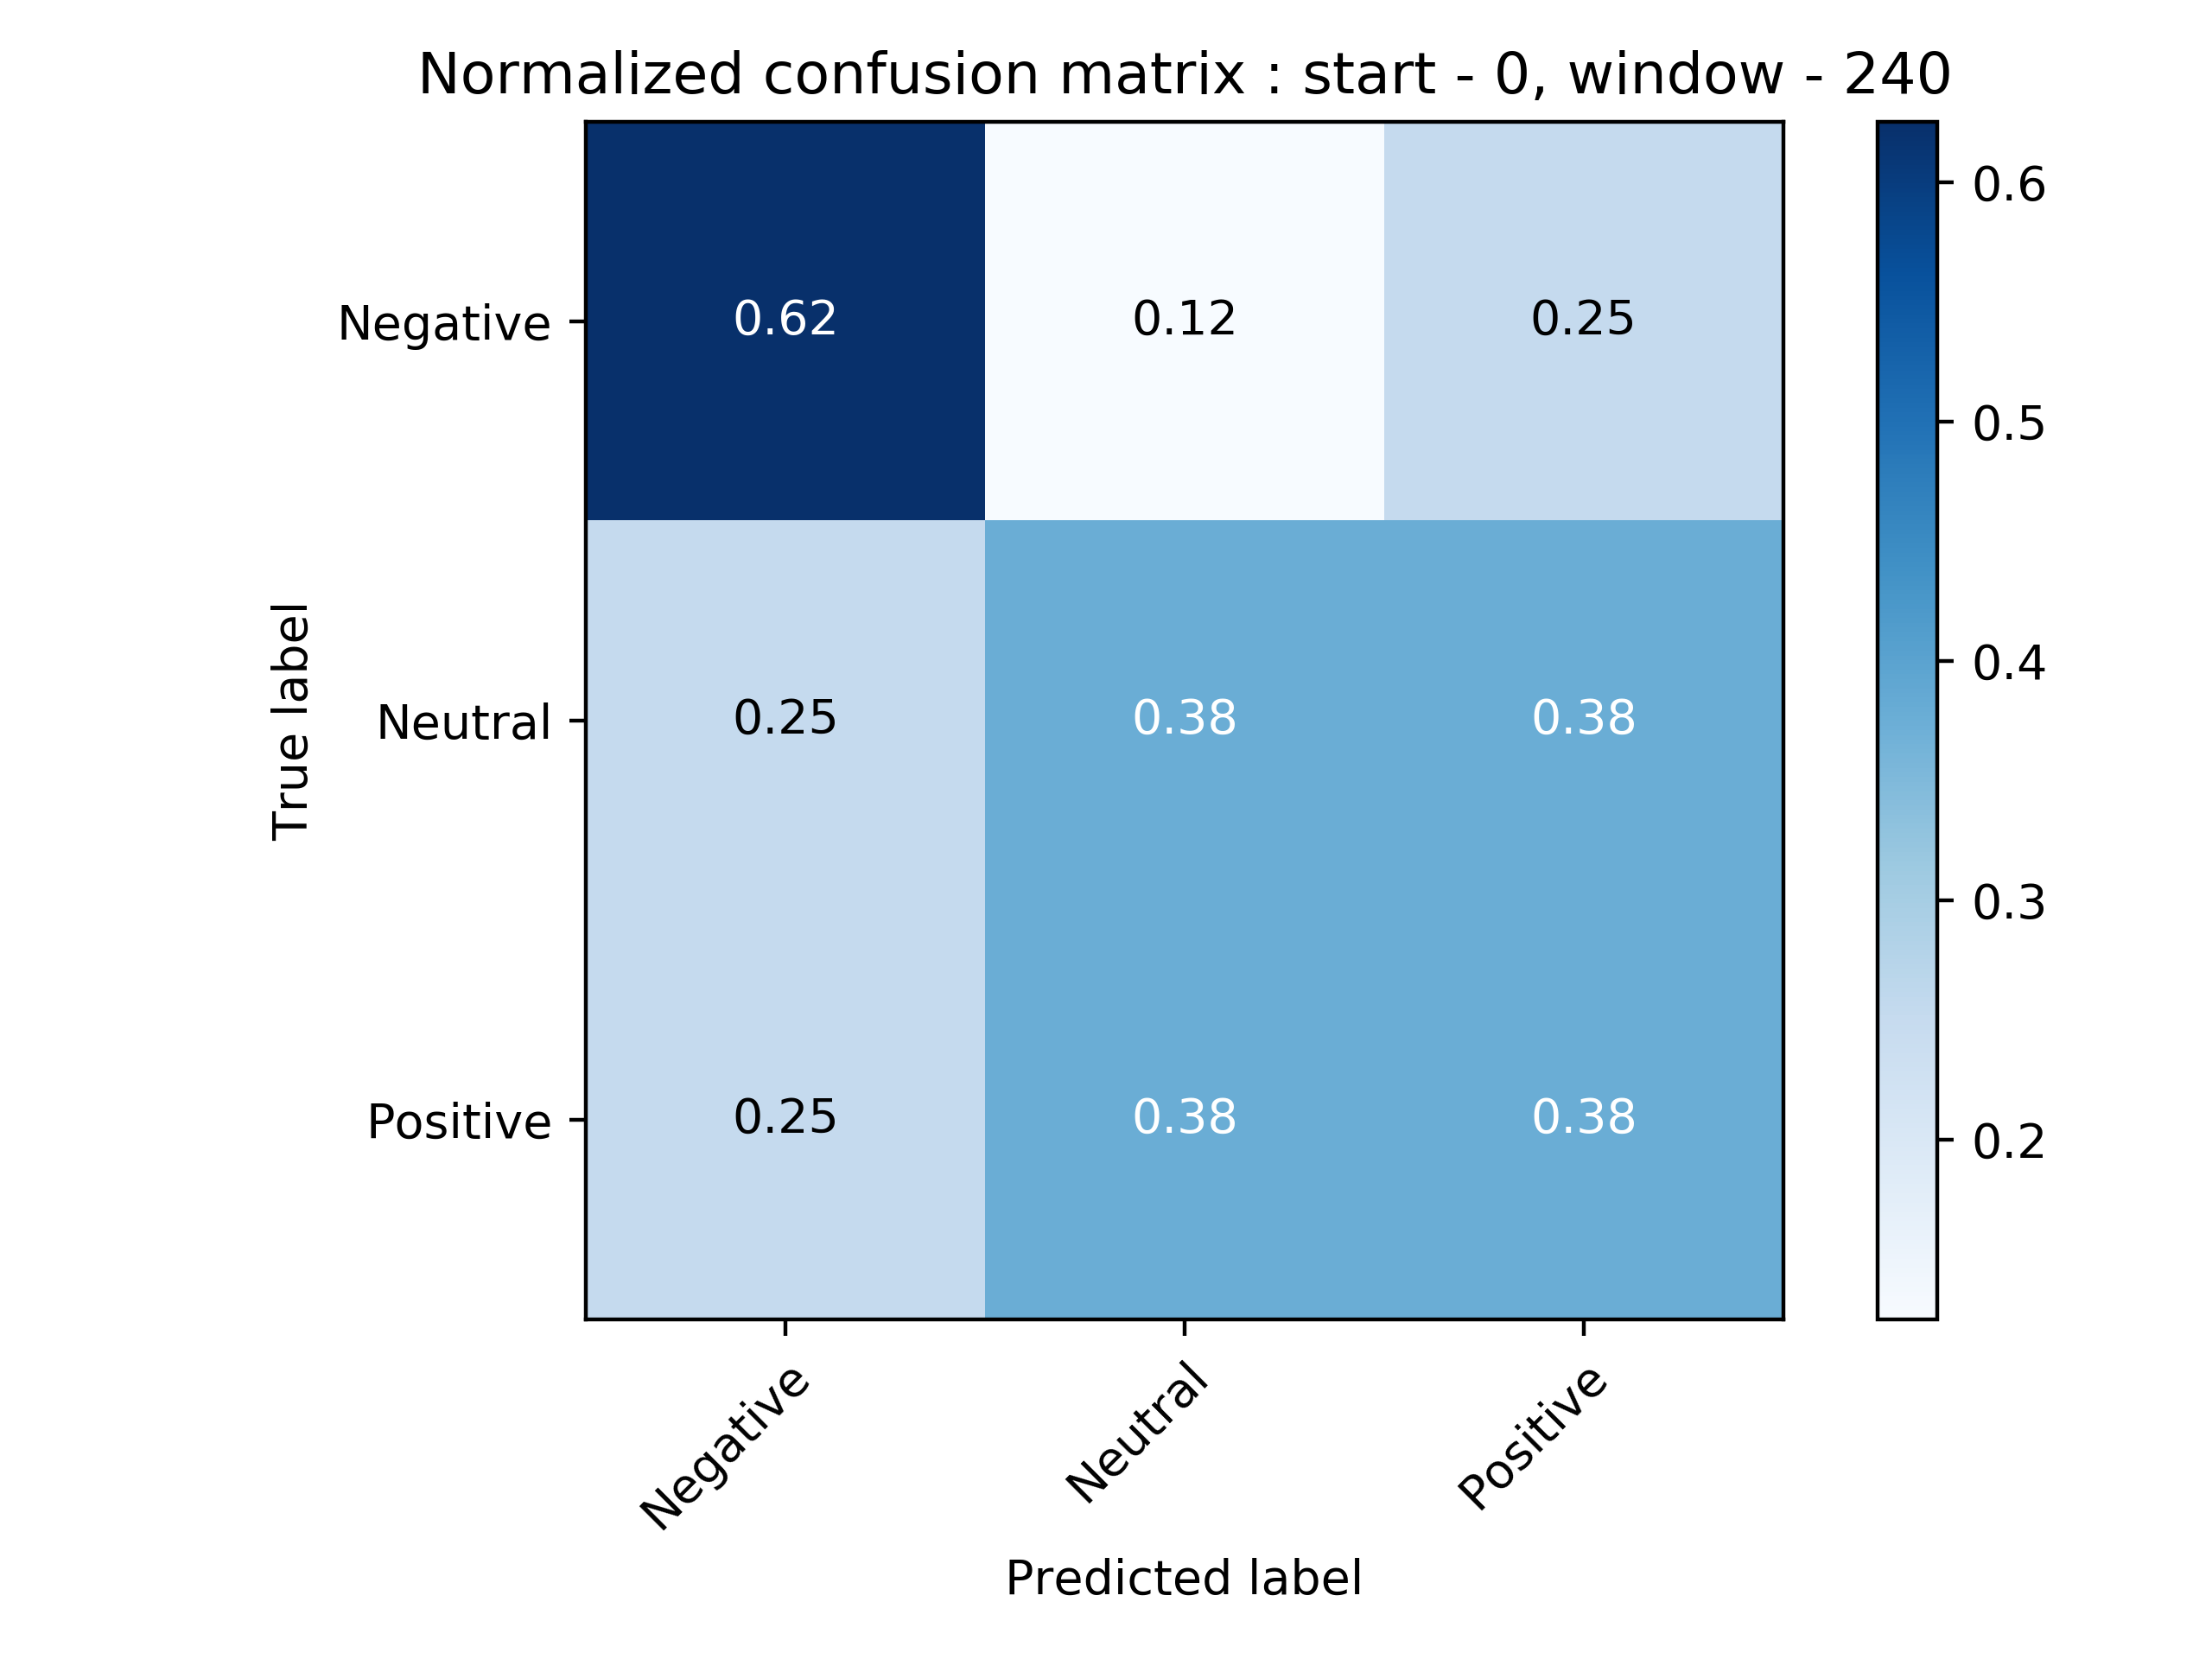 Normalized confusion matrix : start - 0, window - 240
True label
Negative
0.62 0.12 0.25
Neutral
0.25 0.38 0.38
Positive
0.25 0.38 0.38
Negative
Neutral
Positive
Predicted label
0.6
0.5
0.4
0.3
0.2